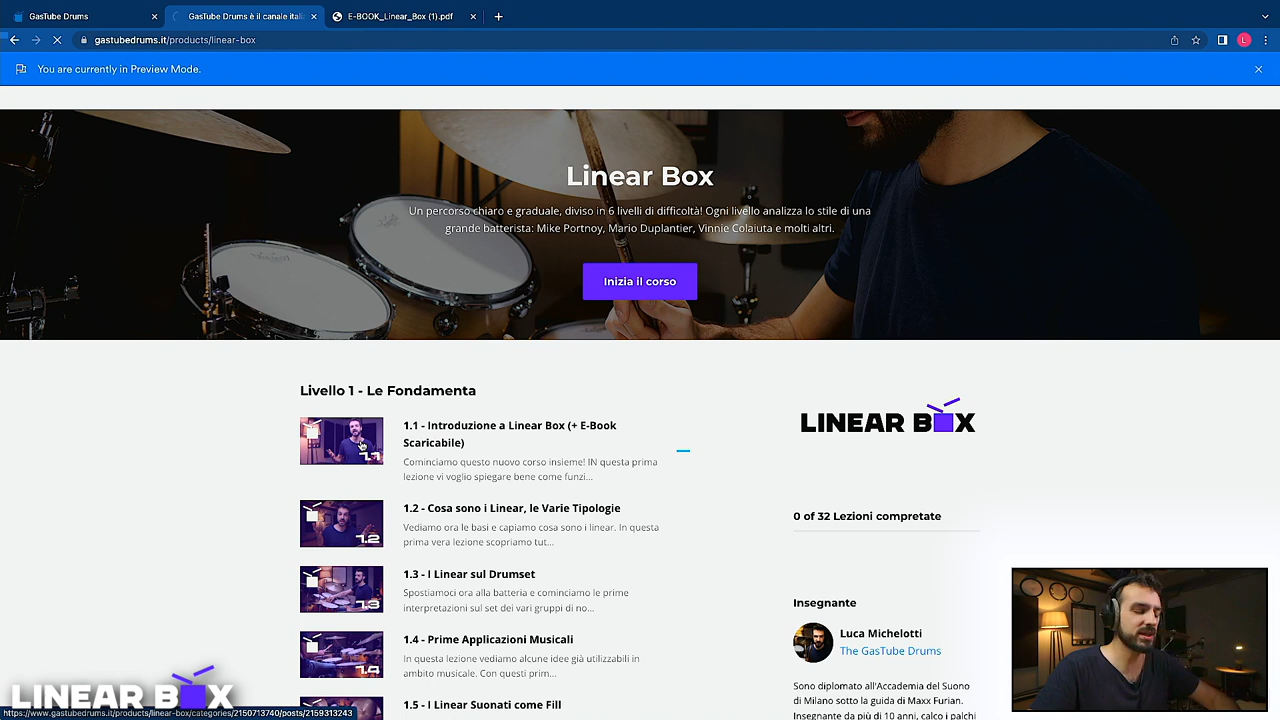 GasTube Drums
GasTube Drums è il canale itali
E-BOOK_Linear_Box (1).pdf
gastubedrums.it/products/linear-box
L
You are currently in Preview Mode.
Linear Box
Un percorso chiaro e graduale, diviso in 6 livelli di difficoltà! Ogni livello analizza lo stile di una
grande batterista: Mike Portnoy, Mario Duplantier, Vinnie Colaiuta e molti altri.
Inizia il corso
Livello 1 - Le Fondamenta
1.1
1.1 - Introduzione a Linear Box (+ E-Book
Scaricabile)
Cominciamo questo nuovo corso insieme! IN questa prima
lezione vi voglio spiegare bene come funzi...
1.2
1.2 - Cosa sono i Linear, le Varie Tipologie
Vediamo ora le basi e capiamo cosa sono i linear. In questa
prima vera lezione scopriamo tut...
1.3
1.3 - I Linear sul Drumset
Spostiamoci ora alla batteria e cominciamo le prime
interpretazioni sul set dei vari gruppi di no...
1.4
1.4 - Prime Applicazioni Musicali
In questa lezione vediamo alcune idee già utilizzabili in
ambito musicale. Con questi prim...
1.5 - I Linear Suonati come Fill
LINEAR BOX
0 of 32 Lezioni compretate
Insegnante
Luca Michelotti
The GasTube Drums
Sono diplomato all'Accademia del Suono
di Milano sotto la guida di Maxx Furian.
Insegnante da più di 10 anni, calco i palchi
LINEAR BOX
https://www.gastubedrums.it/products/linear-box/categories/2150713740/posts/2159313243